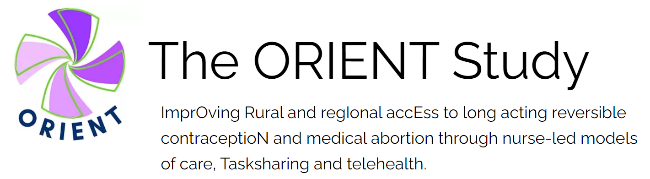 ORIENT
The ORIENT Study
ImprOving Rural and regIonal accEss to long acting reversible
contraceptioN and medical abortion through nurse-led models
of care, Tasksharing and telehealth.